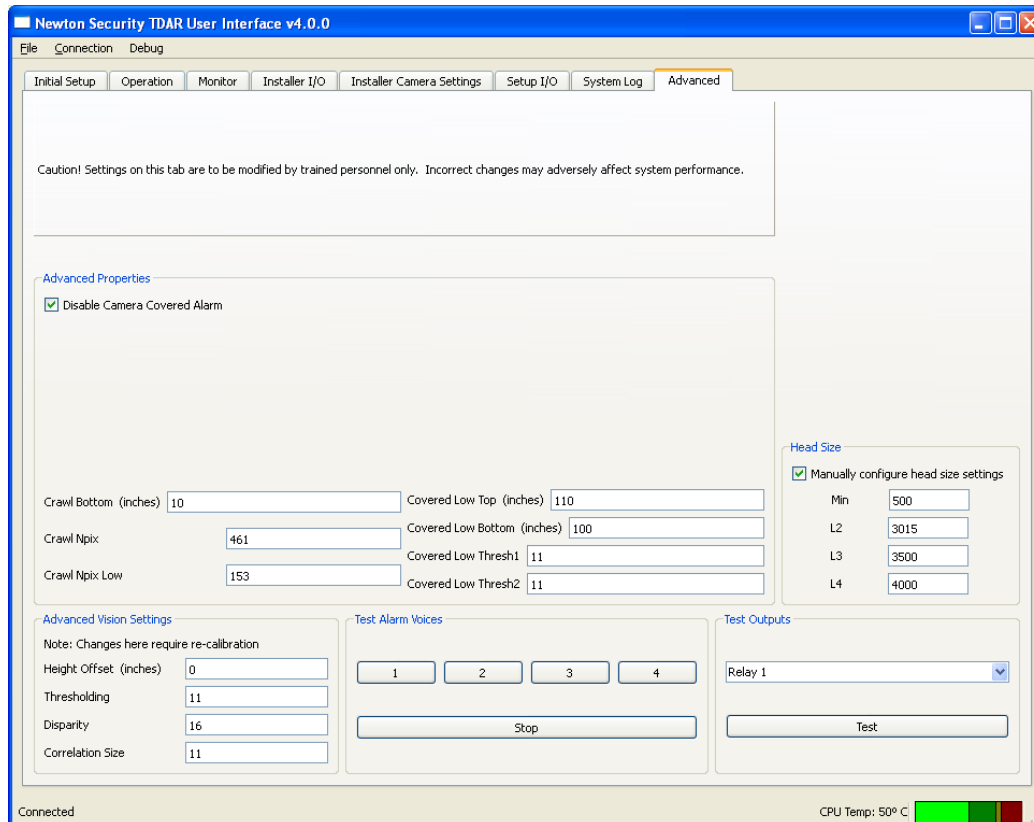 Newton Security TDAR User Interface v4.0.0
File Connection Debug
Initial Setup Operation Monitor Installer I/O Installer Camera Settings Setup I/O System Log Advanced
Caution! Settings on this tab are to be modified by trained personnel only. Incorrect changes may adversely affect system performance.
Advanced Properties
Disable Camera Covered Alarm
Crawl Bottom (inches) 10
Crawl Npix 461
Crawl Npix Low 153
Covered Low Top (inches) 110
Covered Low Bottom (inches) 100
Covered Low Thresh1 11
Covered Low Thresh2 11
Head Size
Manually configure head size settings
Min 500
L2 3015
L3 3500
L4 4000
Advanced Vision Settings
Note: Changes here require re-calibration
Height Offset (inches) 0
Thresholding 11
Disparity 16
Correlation Size 11
Test Alarm Voices
1 2 3 4
Stop
Test Outputs
Relay 1
Test
Connected
CPU Temp: 50º C